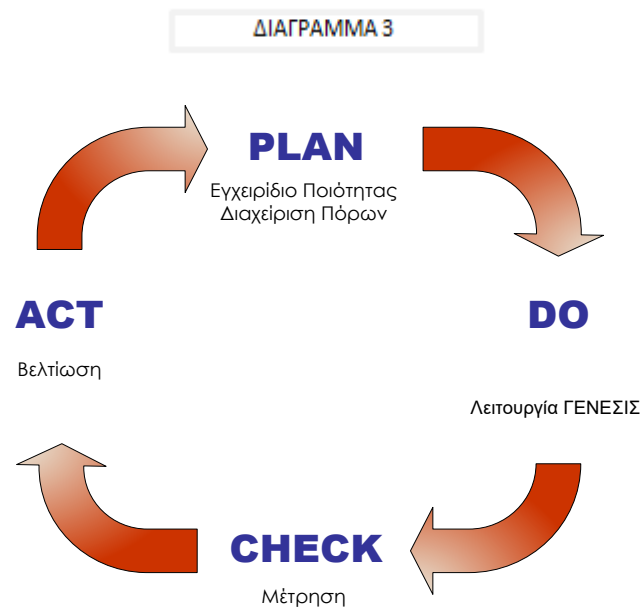 ΔΙΑΓΡΑΜΜΑ 3
PLAN
Εγχειρίδιο Ποιότητας
Διαχείριση Πόρων
ACT
DO
Βελτίωση
Λειτουργία ΓΕΝΕΣΙΣ
CHECK
Μέτρηση